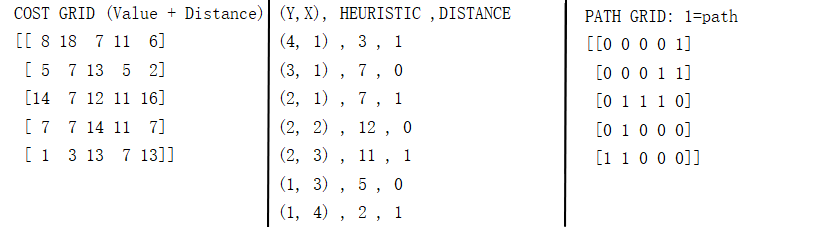 COST GRID (Value + Distance)
[[ 8 18  7 11  6]
[ 5  7 13  5  2]
[14  7 12 11 16]
[ 7  7 14 11  7]
[ 1  3 13  7 13]]
(Y,X), HEURISTIC ,DISTANCE
(4, 1) , 3 , 1
(3, 1) , 7 , 0
(2, 1) , 7 , 1
(2, 2) , 12 , 0
(2, 3) , 11 , 1
(1, 3) , 5 , 0
(1, 4) , 2 , 1
PATH GRID: 1=path
[[0 0 0 0 1]
[0 0 0 1 1]
[0 1 1 1 0]
[0 1 0 0 0]
[1 1 0 0 0]]